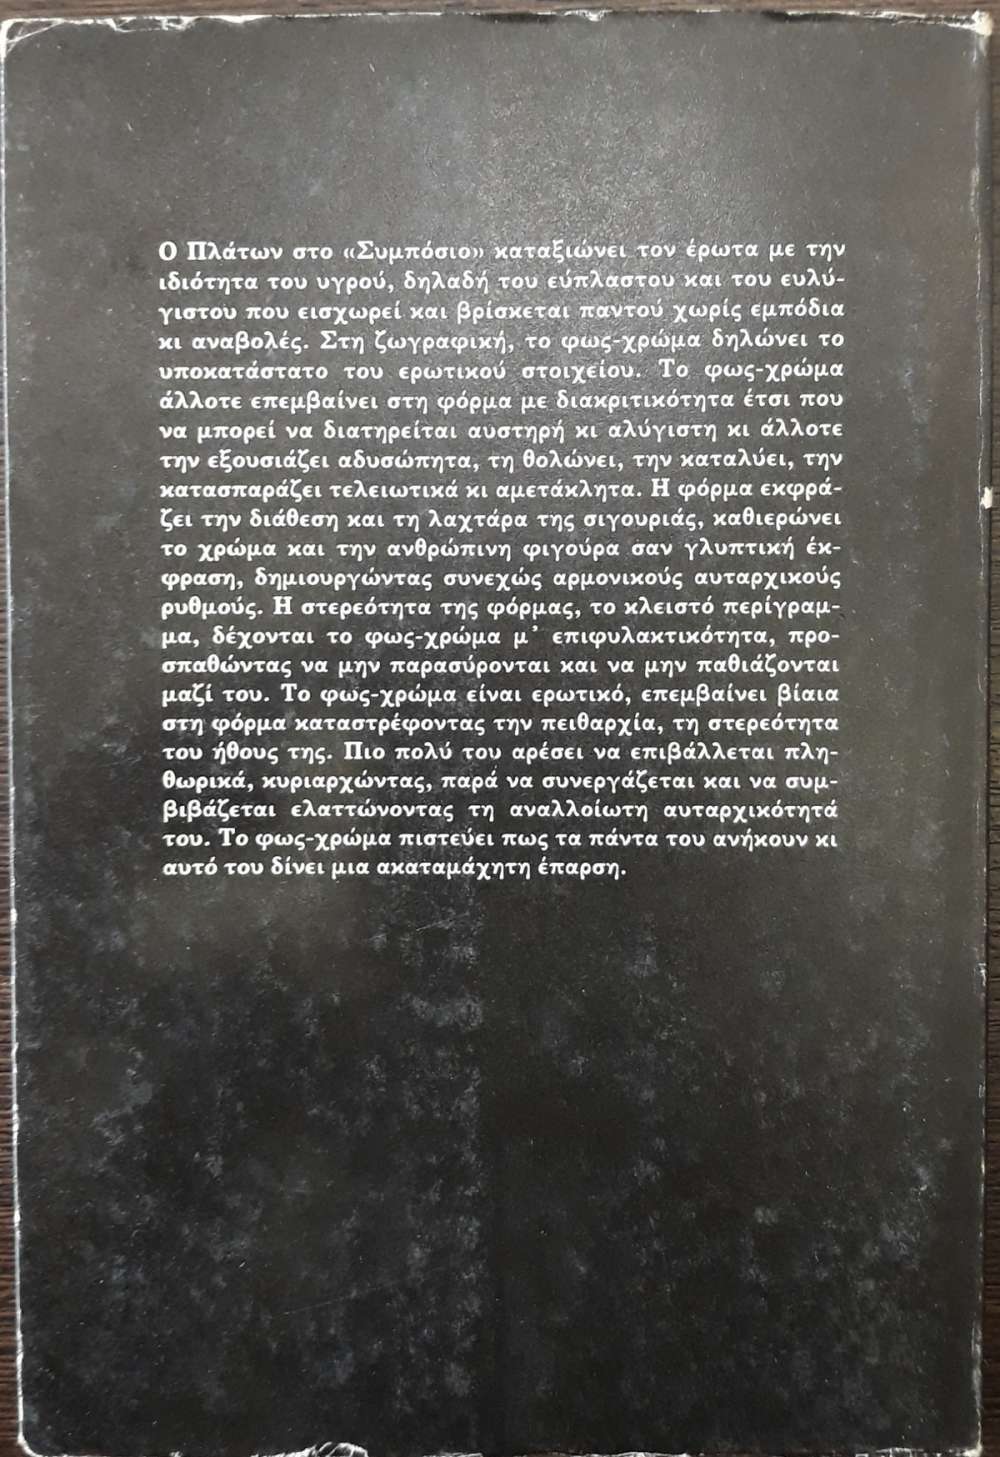 Ο Πλάτων στο «Συμπόσιο» καταξιώνει τον έρωτα με την
ιδιότητα του υγρού, δηλαδή του εύπλαστου και του ευλύ-
γιστου που εισχωρεί και βρίσκεται παντού χωρίς εμπόδια
κι αναβολές. Στη ζωγραφική, το φως-χρώμα δηλώνει το
υποκατάστατο του ερωτικού στοιχείου. Το φως-χρώμα
άλλοτε επεμβαίνει στη φόρμα με διακριτικότητα έτσι που
να μπορεί να διατηρείται αυστηρή κι αλύγιστη κι άλλοτε
την εξουσιάζει αδυσώπητα, τη θολώνει, την καταλύει, την
κατασπαράζει τελειωτικά κι αμετάκλητα. Η φόρμα εκφρά-
ζει την διάθεση και τη λαχτάρα της σιγουριάς, καθιερώνει
το χρώμα και την ανθρώπινη φιγούρα σαν γλυπτική έκ-
φραση, δημιουργώντας συνεχώς αρμονικούς αυταρχικούς
ρυθμούς. Η στερεότητα της φόρμας, το κλειστό περίγραμ-
μα, δέχονται το φως-χρώμα μ' επιφυλακτικότητα, προ-
σπαθώντας να μην παρασύρονται και να μην παθιάζονται
μαζί του. Το φως-χρώμα είναι ερωτικό, επεμβαίνει βίαια
στη φόρμα καταστρέφοντας την πειθαρχία, τη στερεότητα
του ήθους της. Πιο πολύ του αρέσει να επιβάλλεται πλη-
θωρικά, κυριαρχώντας, παρά να συνεργάζεται και να συμ-
βιβάζεται ελαττώνοντας τη αναλλοίωτη αυταρχικότητά
του. Το φως-χρώμα πιστεύει πως τα πάντα του ανήκουν κι
αυτό του δίνει μια ακαταμάχητη έπαρση.